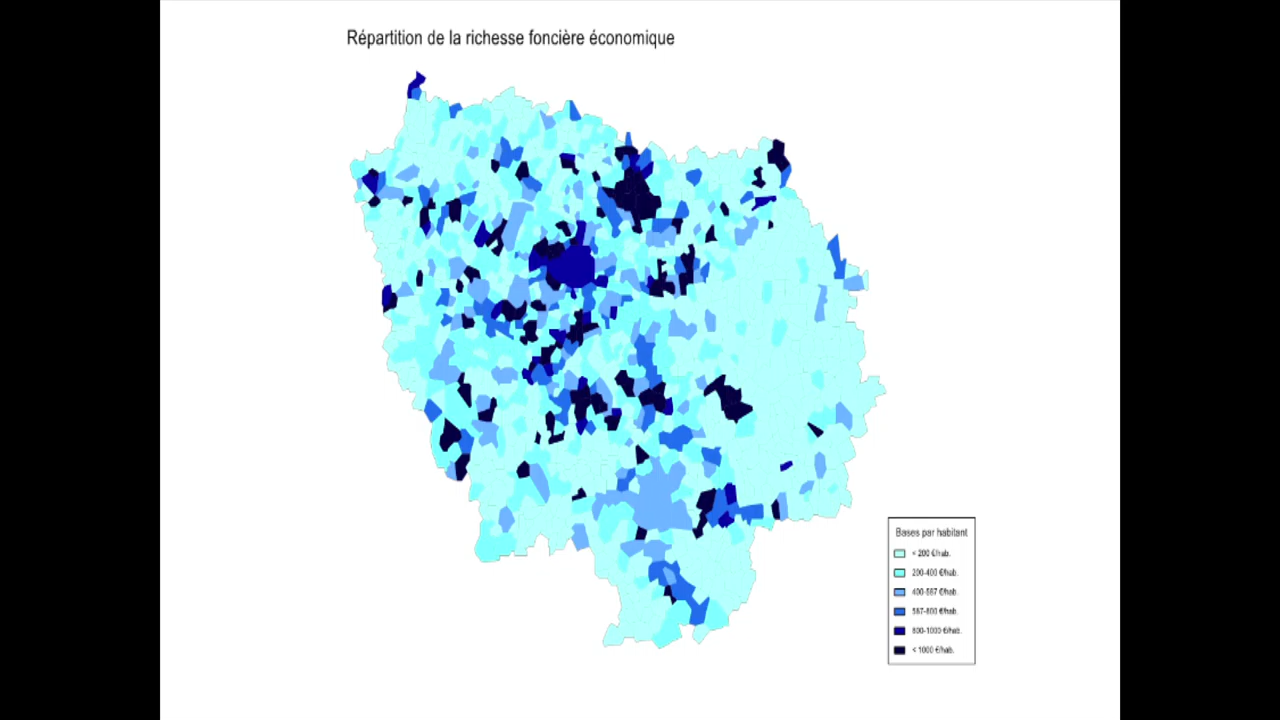 Répartition de la richesse foncière économique
Bases par habitant
< 200 €/hab.
200-400 €/hab.
400-567 €/hab.
567-800 €/hab.
800-1000 €/hab.
< 1000 €/hab.